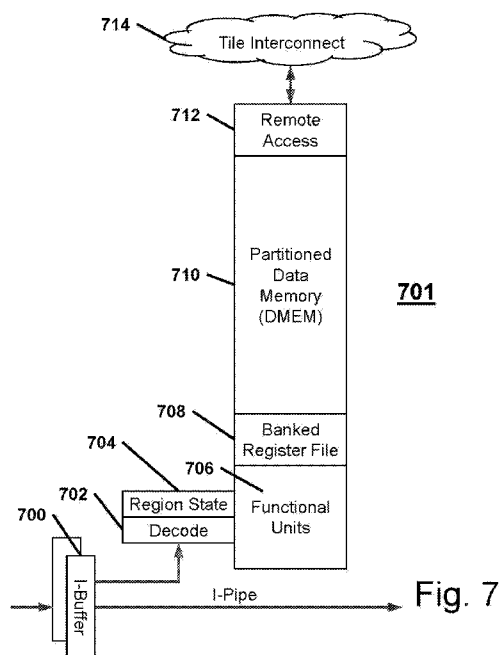 714
Tile Interconnect
712
Remote
Access
710
Partitioned
Data
Memory
(DMEM)
701
708
Banked
Register File
704
706
Region State
Functional
Units
702
Decode
700
I-Buffer
I-Pipe
Fig. 7